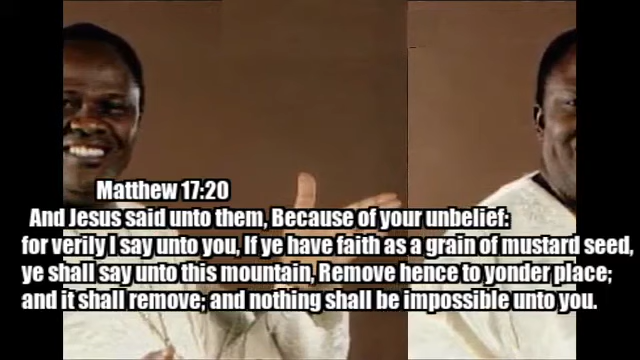 Matthew 17:20
And Jesus said unto them, Because of your unbelief:
for verily I say unto you, If ye have faith as a grain of mustard seed,
ye shall say unto this mountain, Remove hence to yonder place;
and it shall remove; and nothing shall be impossible unto you.